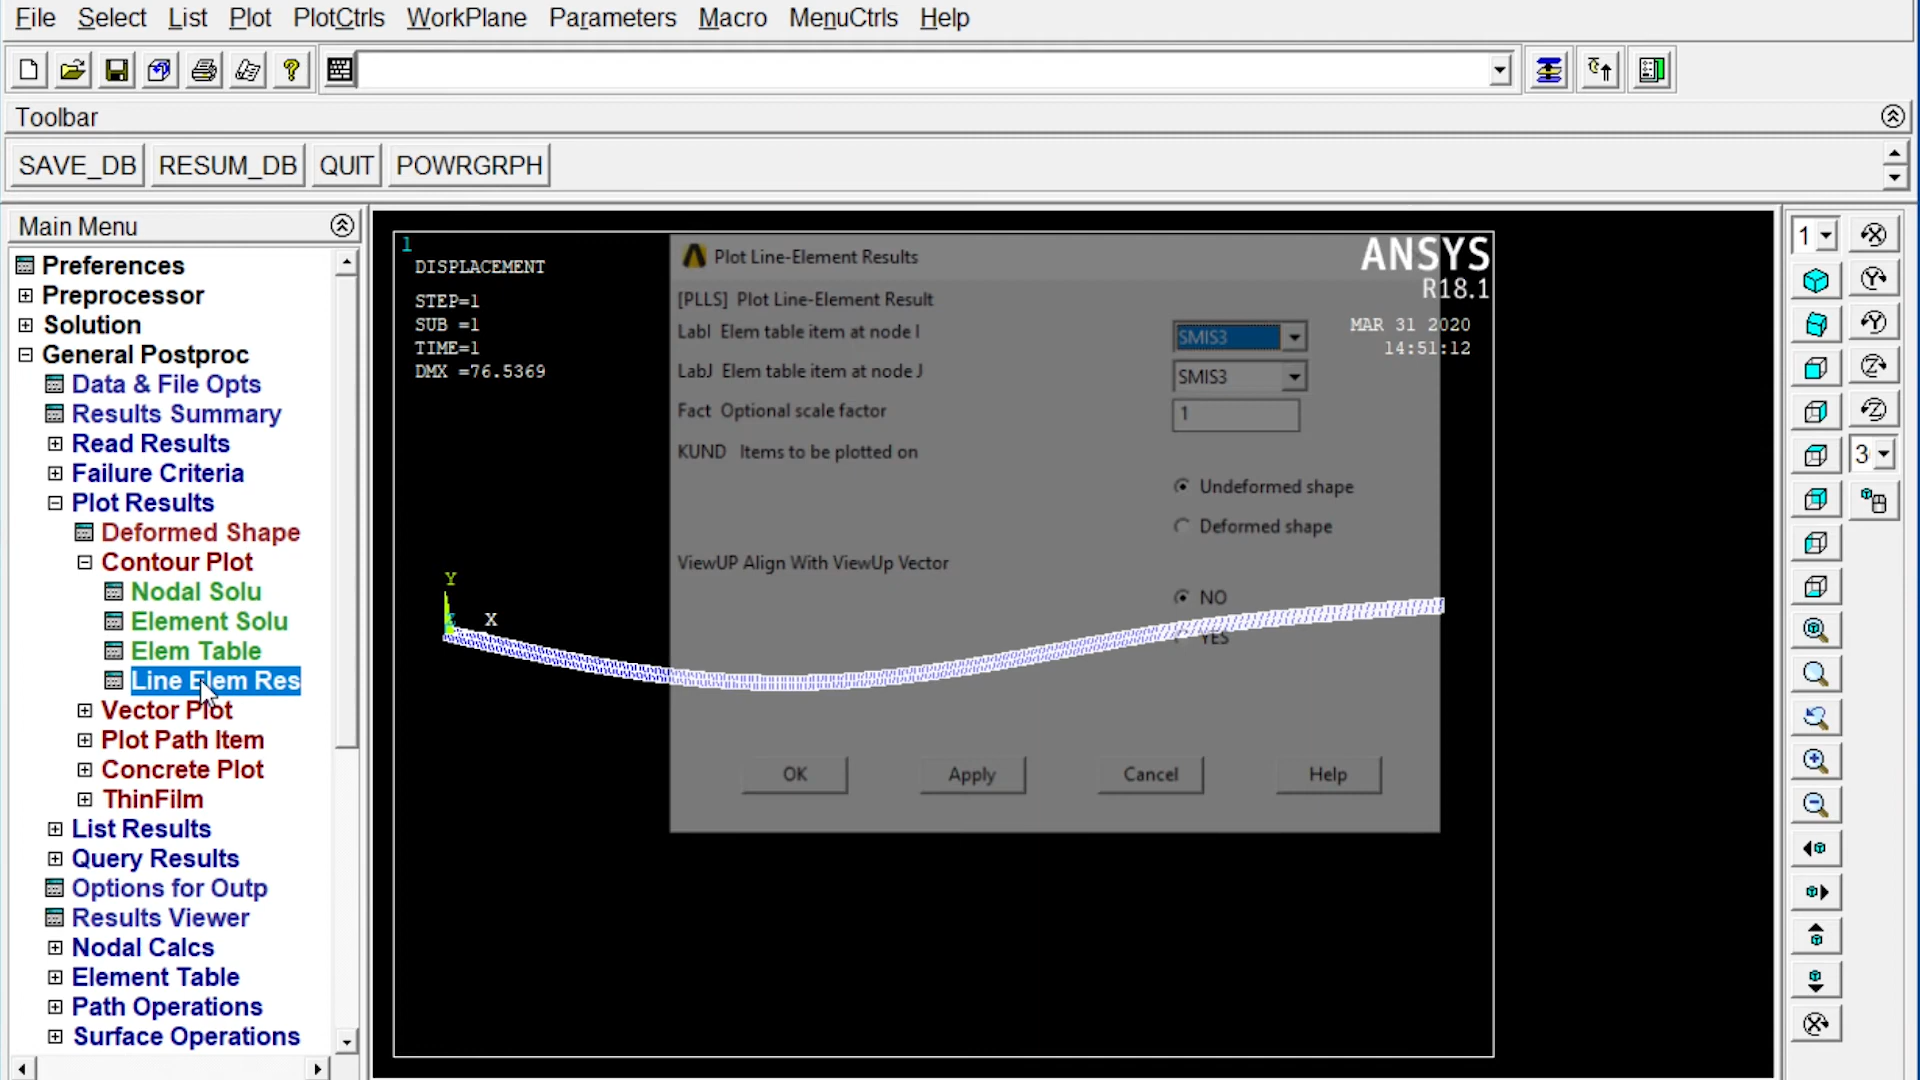 File Select List Plot PlotCtrls WorkPlane Parameters Macro MenuCtrls Help
Toolbar
SAVE_DB RESUM_DB QUIT POWRGRPH
Main Menu
Preferences
Preprocessor
Solution
General Postproc
Data & File Opts
Results Summary
Read Results
Failure Criteria
Plot Results
Deformed Shape
Contour Plot
Nodal Solu
Element Solu
Elem Table
Line Elem Res
Vector Plot
Plot Path Item
Concrete Plot
ThinFilm
List Results
Query Results
Options for Outp
Results Viewer
Nodal Calcs
Element Table
Path Operations
Surface Operations
1
DISPLACEMENT
STEP=1
SUB =1
TIME=1
DMX =76.5369
ANSYS
R18.1
MAR 31 2020
14:51:12
Y
X
Plot Line-Element Results
[PLLS] Plot Line-Element Result
LabI Elem table item at node I
SMIS3
LabJ Elem table item at node J
SMIS3
Fact Optional scale factor
1
KUND Items to be plotted on
Undeformed shape
Deformed shape
ViewUP Align With ViewUp Vector
NO
YES
OK Apply Cancel Help
1
3